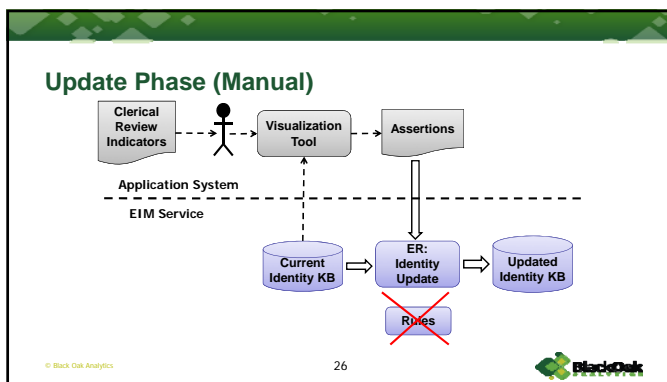 Update Phase (Manual)
Clerical
Review
Indicators
Visualization
Tool
Assertions
Application System
EIM Service
Current
Identity KB
ER:
Identity
Update
Updated
Identity KB
Rules
© Black Oak Analytics
26
BlackOak
ANALYTICS